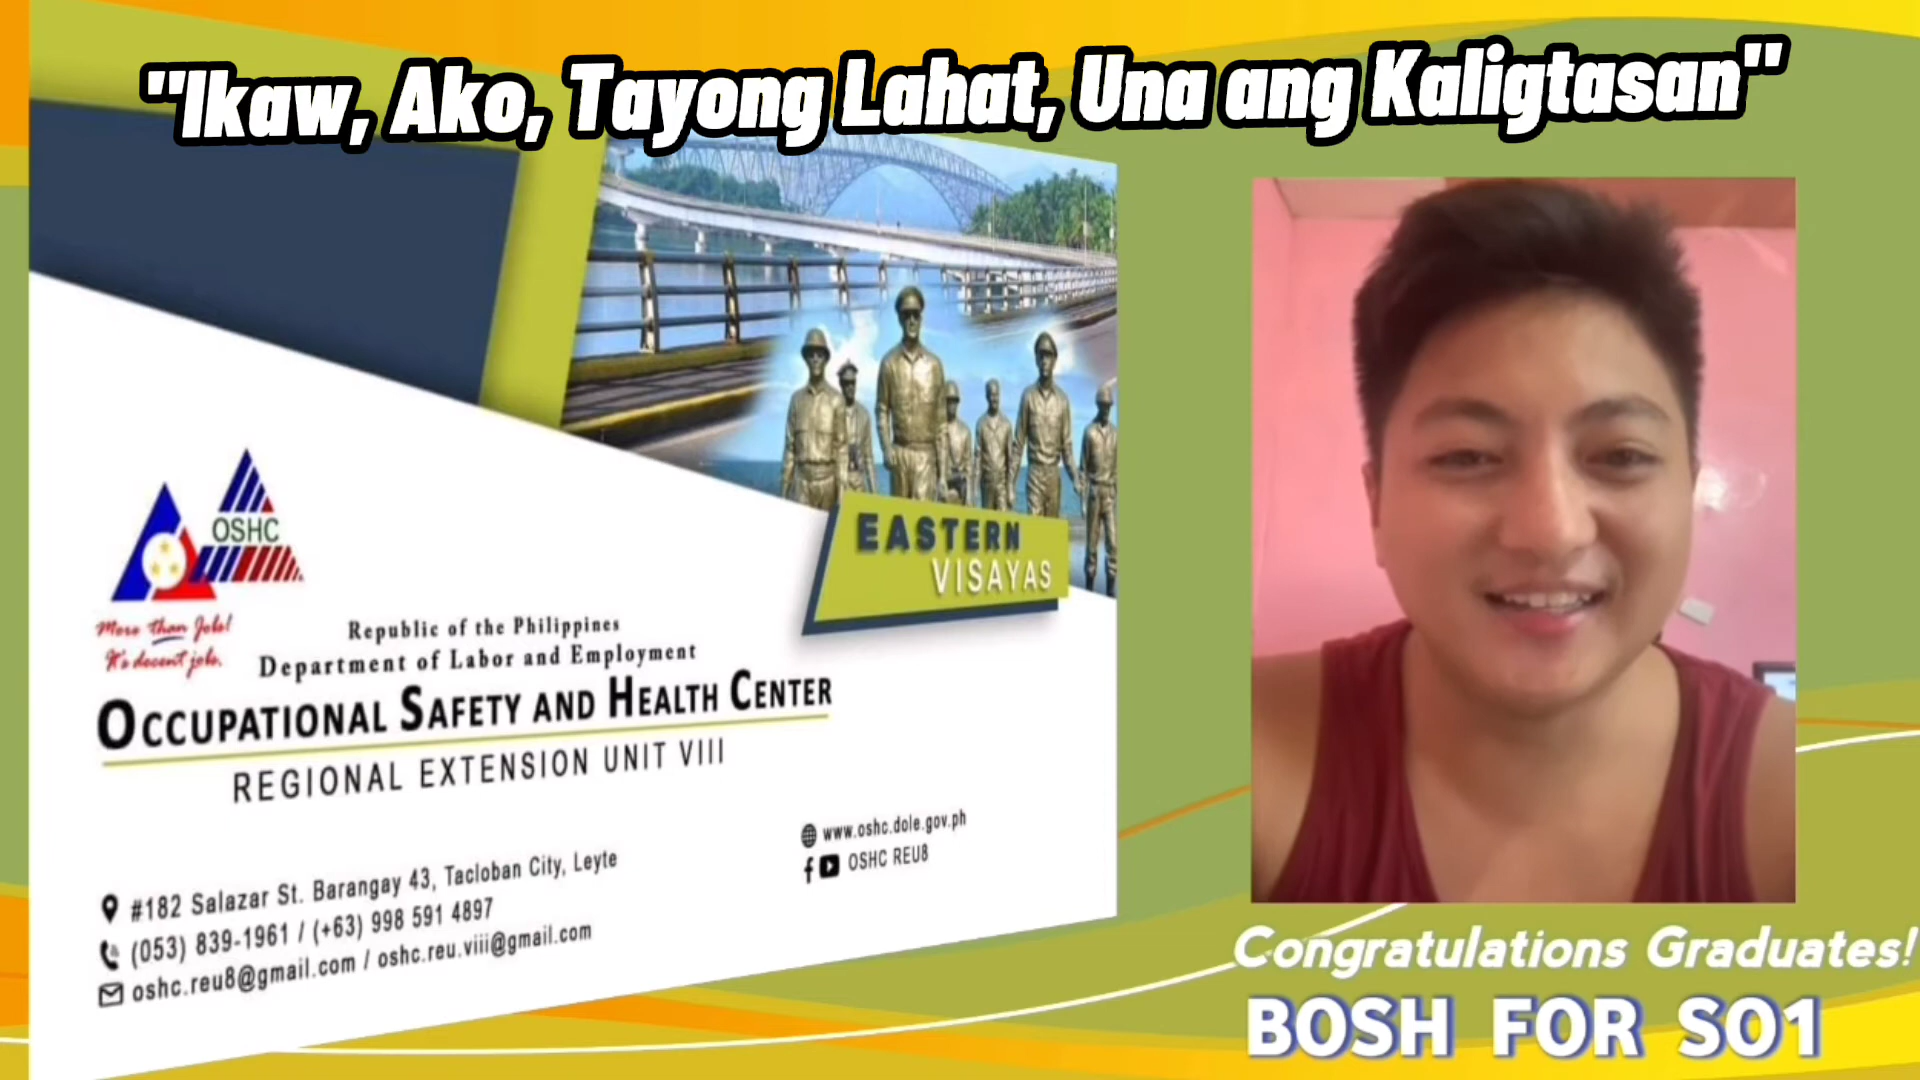 "Ikaw, Ako, Tayong Lahat, Una ang Kaligtasan"
EASTERN
VISAYAS
OSHC
More than Jobs!
It's decent jobs.
Republic of the Philippines
Department of Labor and Employment
OCCUPATIONAL SAFETY AND HEALTH CENTER
REGIONAL EXTENSION UNIT VIII
#182 Salazar St. Barangay 43, Tacloban City, Leyte
(053) 839-1961 / (+63) 998 591 4897
oshc.reu8@gmail.com / oshc.reu.viii@gmail.com
www.oshc.dole.gov.ph
OSHC REU8
Congratulations Graduates!
BOSH FOR SO1